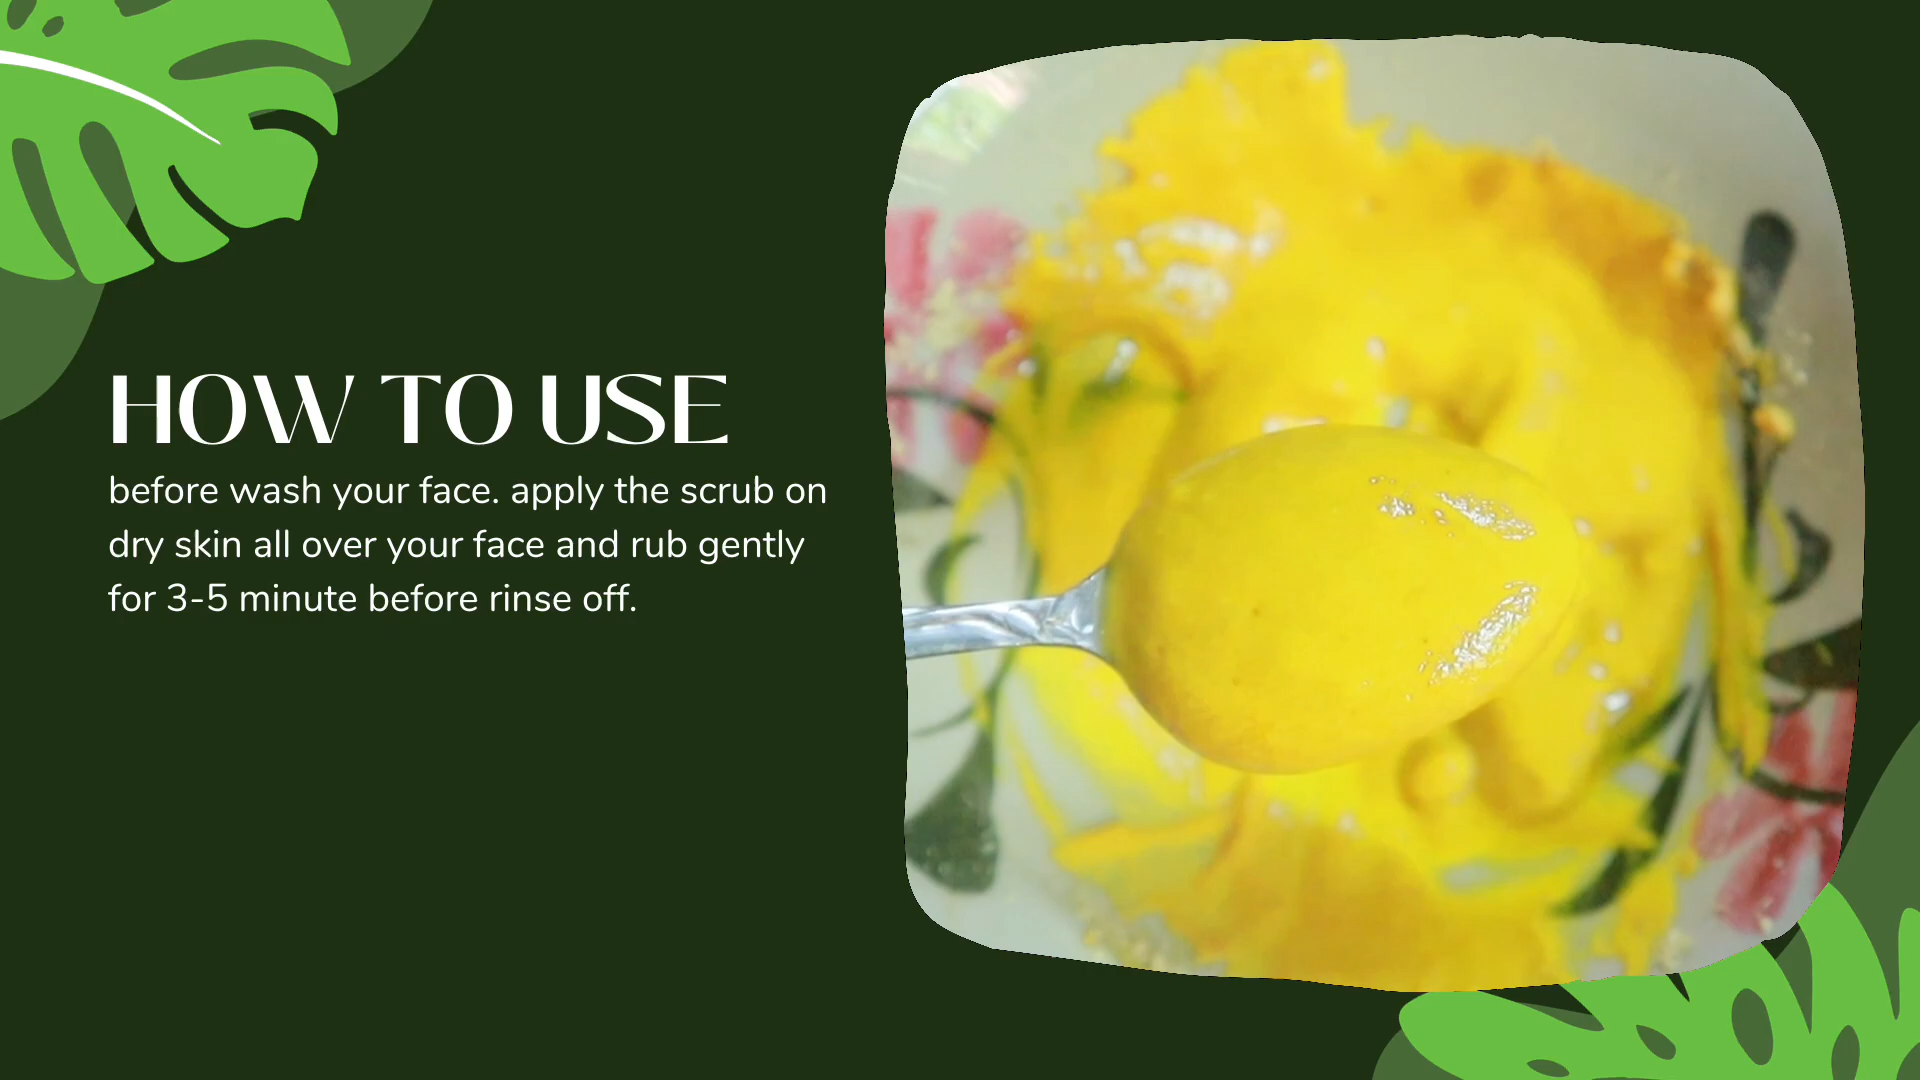 HOW TO USE
before wash your face. apply the scrub on
dry skin all over your face and rub gently
for 3-5 minute before rinse off.